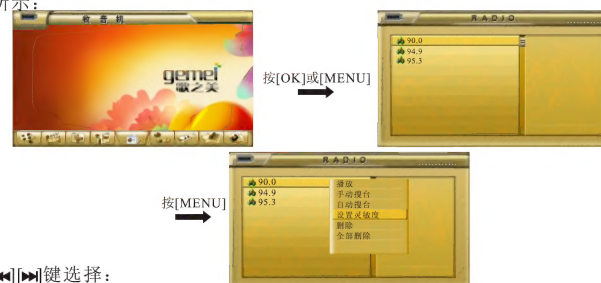 所示：
收音机
gemei
歌之美
按[OK]或[MENU]
RADIO
90.0
94.9
95.3
按[MENU]
RADIO
90.0
94.9
95.3
播放
手动搜台
自动搜台
设置灵敏度
删除
全部删除
[⏮][⏭]键选择：